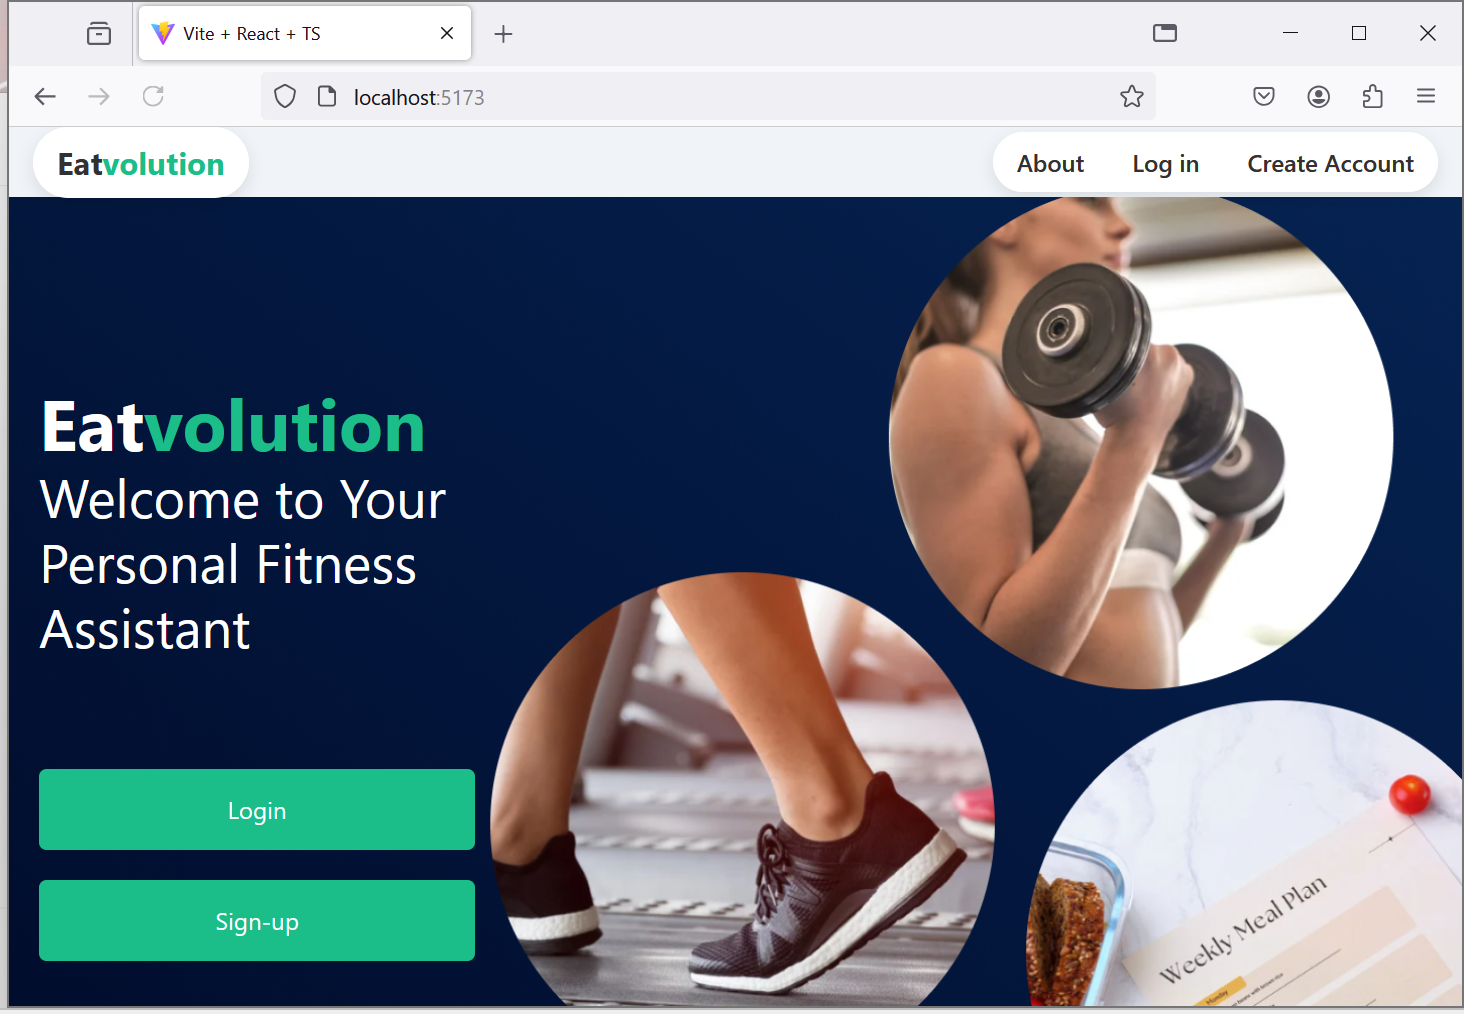 Vite + React + TS
localhost:5173
Eatvolution
About Log in Create Account
Eatvolution
Welcome to Your
Personal Fitness
Assistant
Login
Sign-up
Weekly Meal Plan
Monday